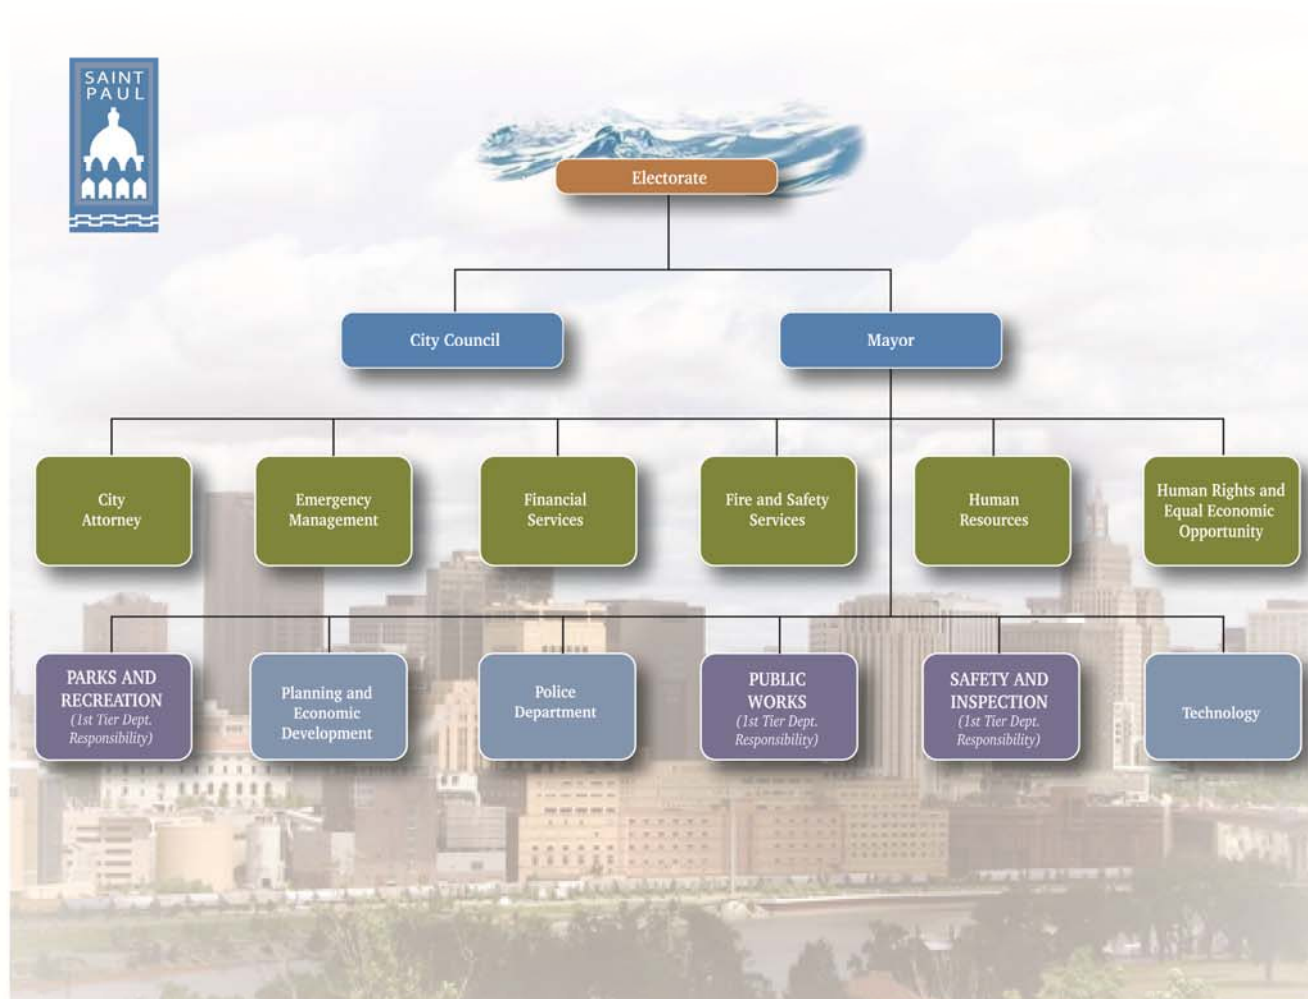 SAINT
PAUL
Electorate
City Council
Mayor
City
Attorney
Emergency
Management
Financial
Services
Fire and Safety
Services
Human
Resources
Human Rights and
Equal Economic
Opportunity
PARKS AND
RECREATION
(1st Tier Dept.
Responsibility)
Planning and
Economic
Development
Police
Department
PUBLIC
WORKS
(1st Tier Dept.
Responsibility)
SAFETY AND
INSPECTION
(1st Tier Dept.
Responsibility)
Technology